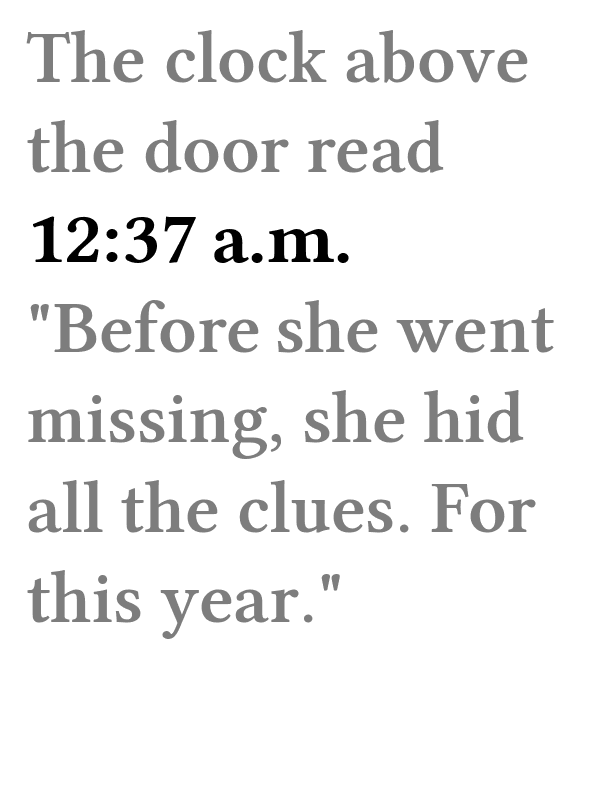 The clock above
the door read
12:37 a.m.
"Before she went
missing, she hid
all the clues. For
this year."